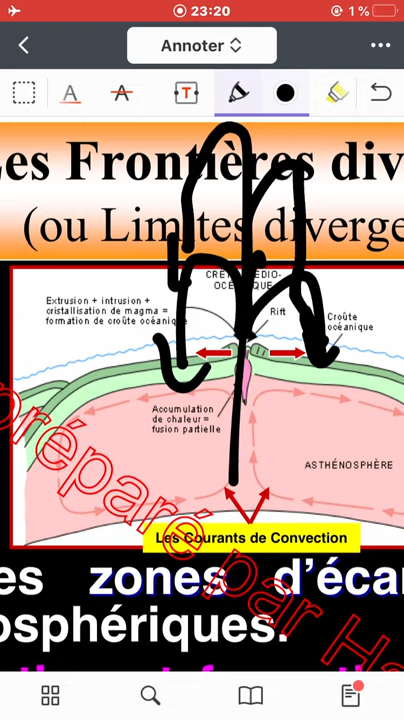 23:20
1 %
Annoter
A A T
Les Frontières div
(ou Limites diverge
CRÊTE MÉDIO-
OCÉANIQUE
Extrusion + intrusion +
cristallisation de magma =
formation de croûte océanique
Rift
Croûte
océanique
Accumulation
de chaleur =
fusion partielle
ASTHÉNOSPHÈRE
Les Courants de Convection
es zones d'éca
osphériques.
préparé par Ha